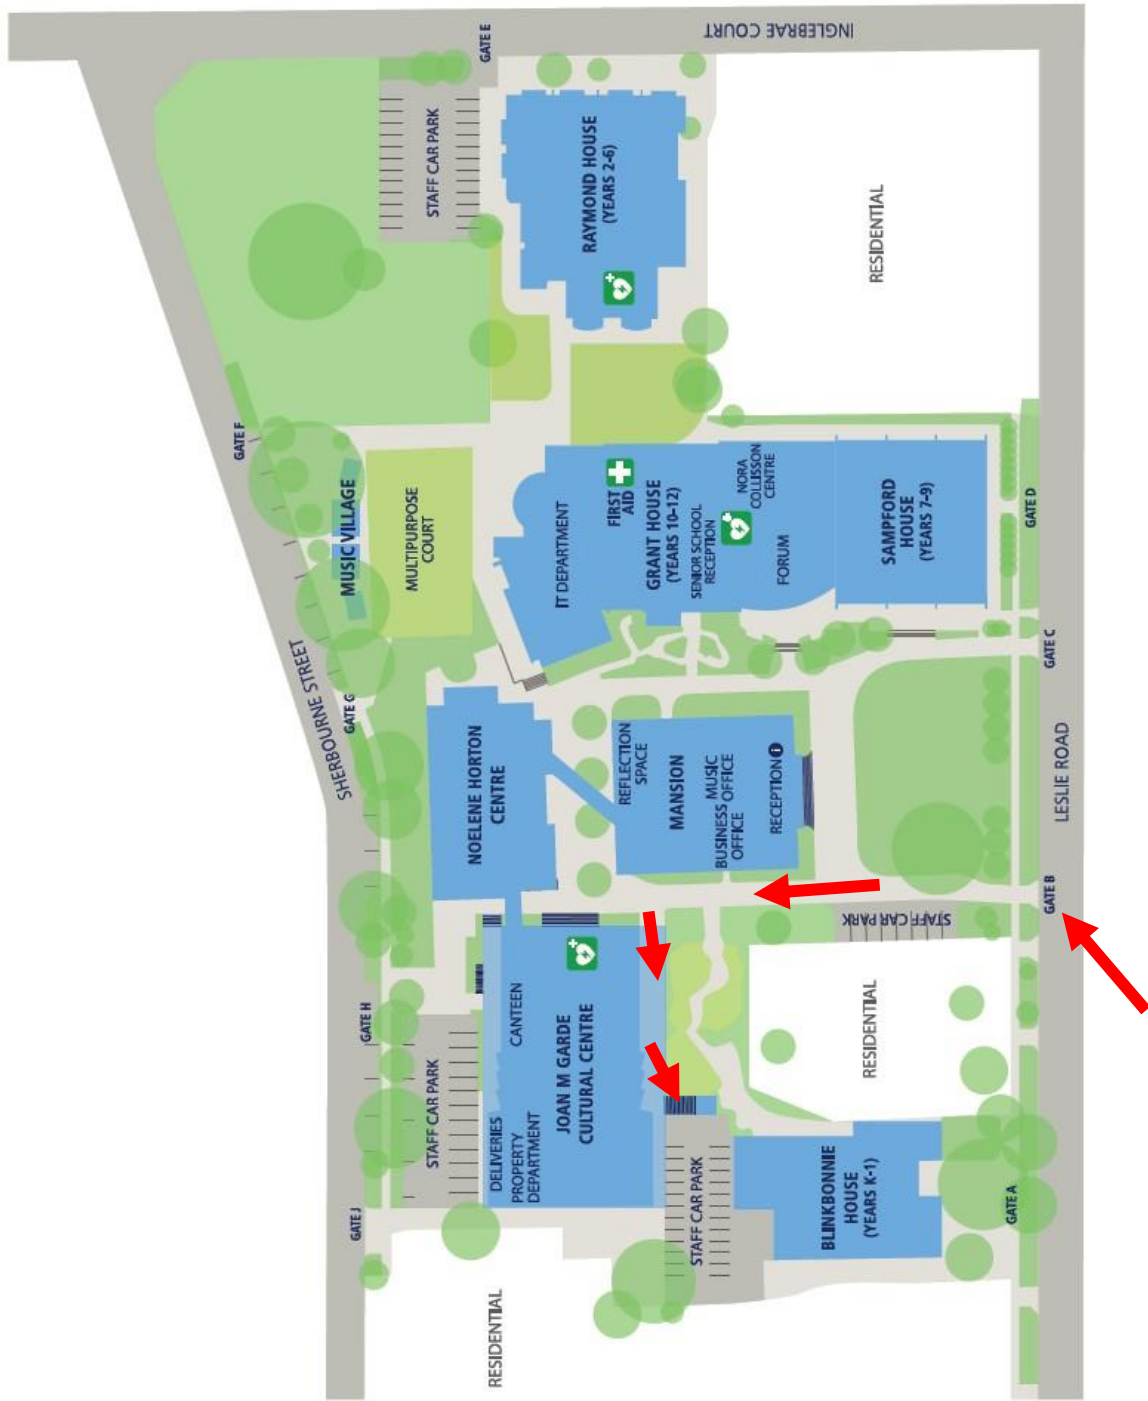 INGLEBRAE COURT
GATE E
STAFF CAR PARK
RAYMOND HOUSE
(YEARS 2-6)
RESIDENTIAL
GATE F
MUSIC VILLAGE
MULTIPURPOSE
COURT
IT DEPARTMENT
FIRST
AID
GRANT HOUSE
(YEARS 10-12)
SENIOR SCHOOL
RECEPTION
NORA
COLLISSON
CENTRE
FORUM
SAMPFORD
HOUSE
(YEARS 7-9)
GATE D
GATE C
SHERBOURNE STREET
GATE G
NOELENE HORTON
CENTRE
REFLECTION
SPACE
MANSION
MUSIC
OFFICE
BUSINESS
OFFICE
RECEPTION i
LESLIE ROAD
GATE B
STAFF CAR PARK
GATE H
STAFF CAR PARK
CANTEEN
JOAN M GARDE
CULTURAL CENTRE
DELIVERIES
PROPERTY
DEPARTMENT
RESIDENTIAL
STAFF CAR PARK
BLINKBONNIE
HOUSE
(YEARS K-1)
GATE A
GATE J
RESIDENTIAL